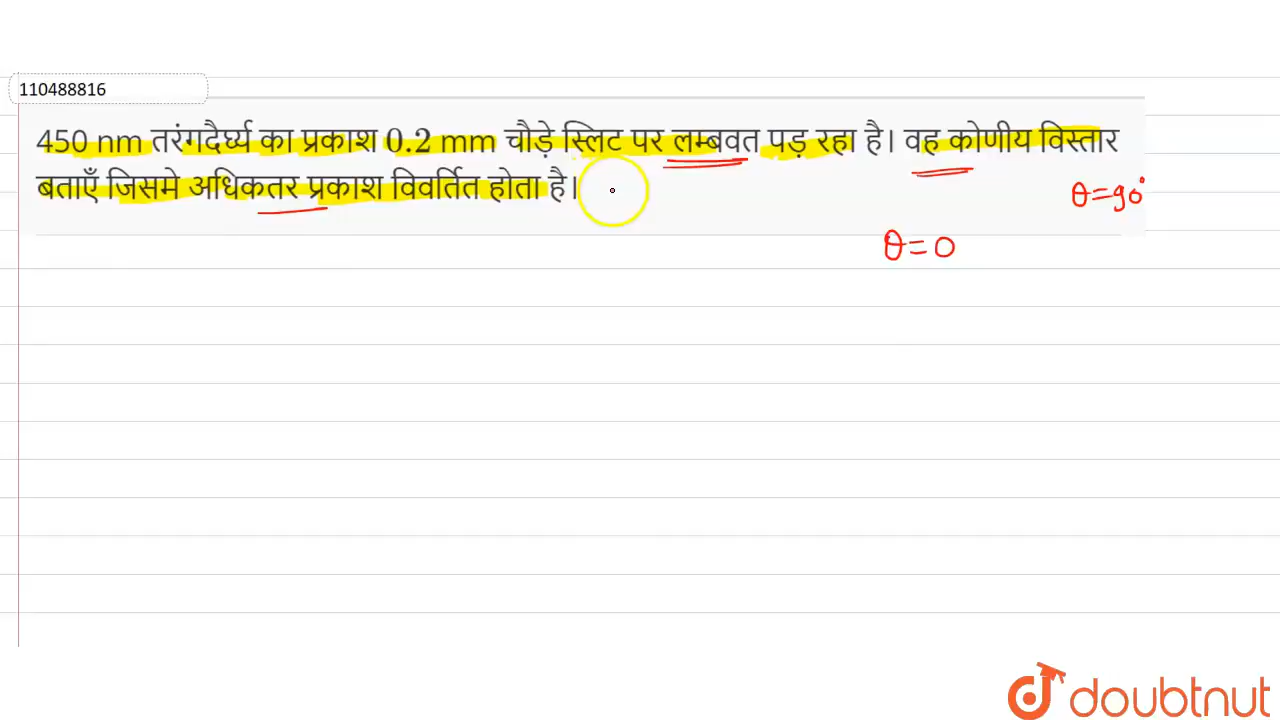 110488816
450 nm तरंगदैर्घ्य का प्रकाश 0.2 mm चौड़े स्लिट पर लम्बवत पड़ रहा है। वह कोणीय विस्तार
बताएँ जिसमे अधिकतर प्रकाश विवर्तित होता है।
θ=90°
θ=0
doubtnut